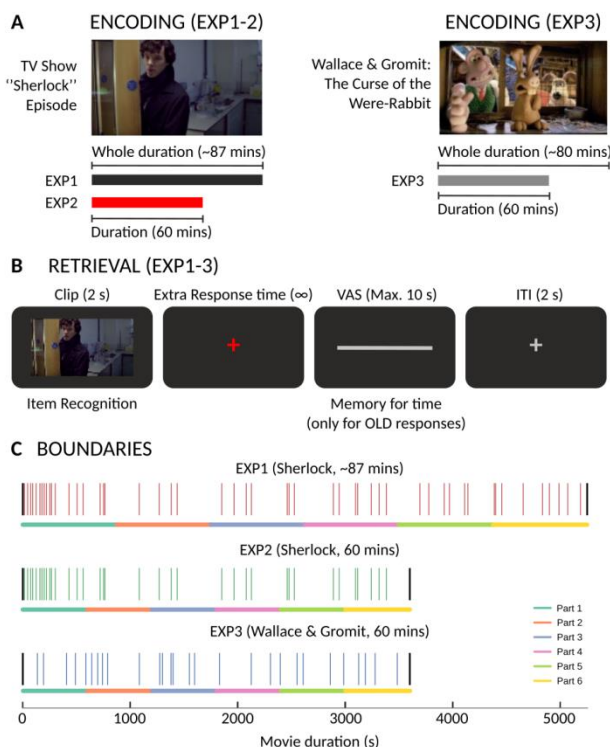 A ENCODING (EXP1-2)
TV Show
"Sherlock"
Episode
Whole duration (~87 mins)
EXP1
EXP2
Duration (60 mins)
ENCODING (EXP3)
Wallace & Gromit:
The Curse of the
Were-Rabbit
Whole duration (~80 mins)
EXP3
Duration (60 mins)
B RETRIEVAL (EXP1-3)
Clip (2 s) Extra Response time (∞) VAS (Max. 10 s) ITI (2 s)
Item Recognition
Memory for time
(only for OLD responses)
C BOUNDARIES
EXP1 (Sherlock, ~87 mins)
EXP2 (Sherlock, 60 mins)
EXP3 (Wallace & Gromit, 60 mins)
Part 1
Part 2
Part 3
Part 4
Part 5
Part 6
0 1000 2000 3000 4000 5000
Movie duration (s)